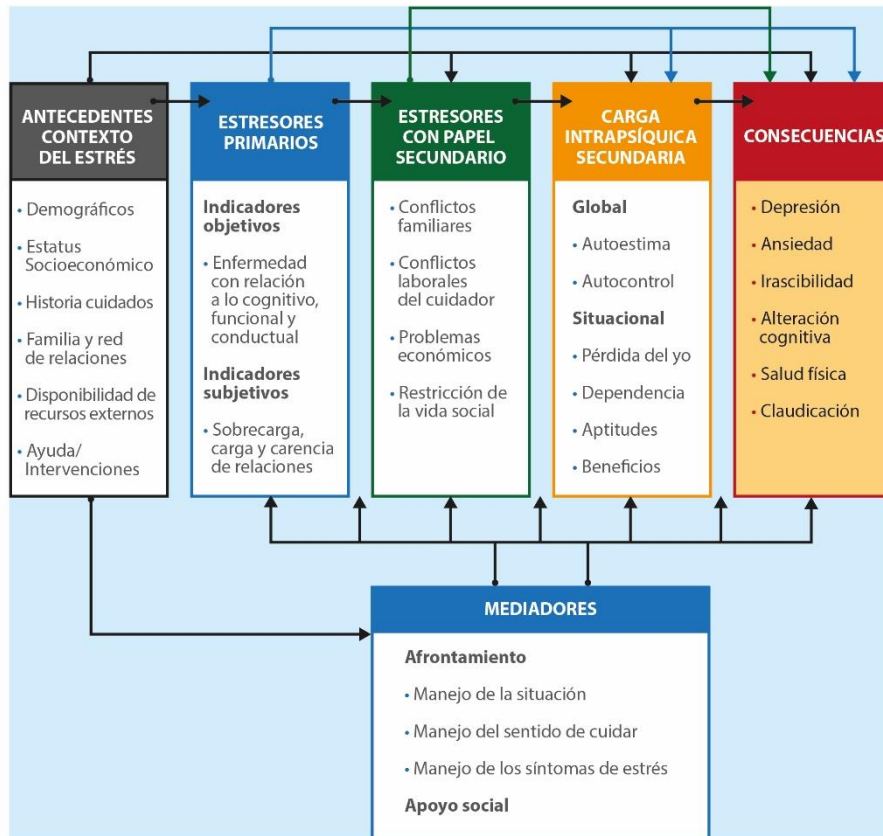 ANTECEDENTES
CONTEXTO
DEL ESTRÉS
• Demográficos
• Estatus
Socioeconómico
• Historia cuidados
• Familia y red
de relaciones
• Disponibilidad de
recursos externos
• Ayuda/
Intervenciones
ESTRESORES
PRIMARIOS
Indicadores
objetivos
• Enfermedad
con relación
a lo cognitivo,
funcional y
conductual
Indicadores
subjetivos
• Sobrecarga,
carga y carencia
de relaciones
ESTRESORES
CON PAPEL
SECUNDARIO
• Conflictos
familiares
• Conflictos
laborales
del cuidador
• Problemas
económicos
• Restricción de
la vida social
CARGA
INTRAPSÍQUICA
SECUNDARIA
Global
• Autoestima
• Autocontrol
Situacional
• Pérdida del yo
• Dependencia
• Aptitudes
• Beneficios
CONSECUENCIAS
• Depresión
• Ansiedad
• Irascibilidad
• Alteración
cognitiva
• Salud física
• Claudicación
MEDIADORES
Afrontamiento
• Manejo de la situación
• Manejo del sentido de cuidar
• Manejo de los síntomas de estrés
Apoyo social